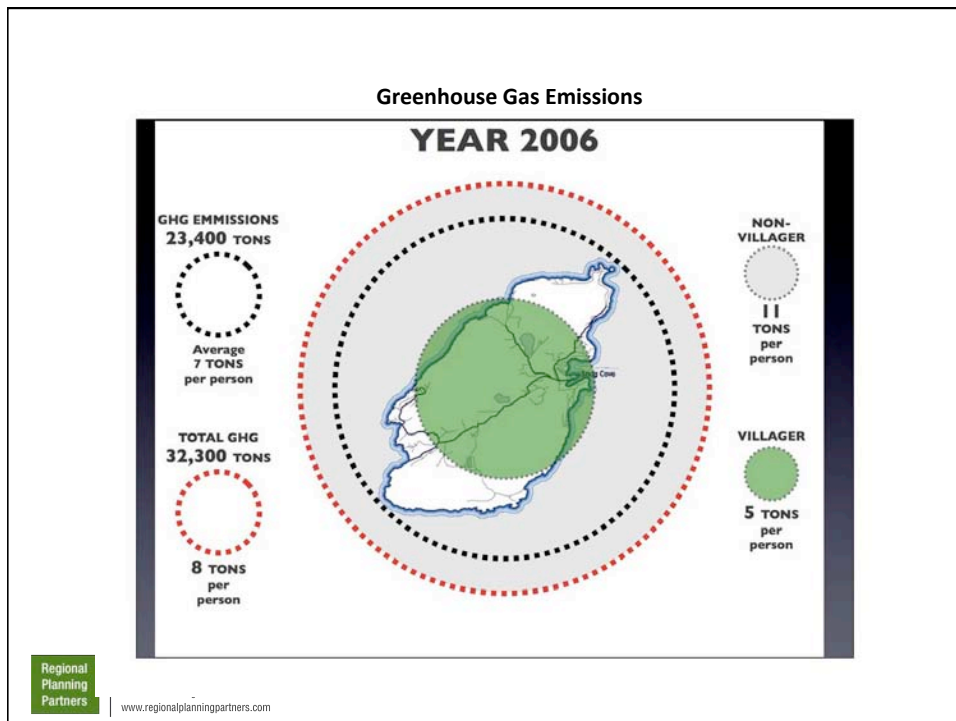 Greenhouse Gas Emissions
YEAR 2006
GHG EMMISSIONS
23,400 TONS
Average
7 TONS
per person
TOTAL GHG
32,300 TONS
8 TONS
per
person
NON-
VILLAGER
11
TONS
per
person
VILLAGER
5 TONS
per
person
Cove
Regional
Planning
Partners
www.regionalplanningpartners.com